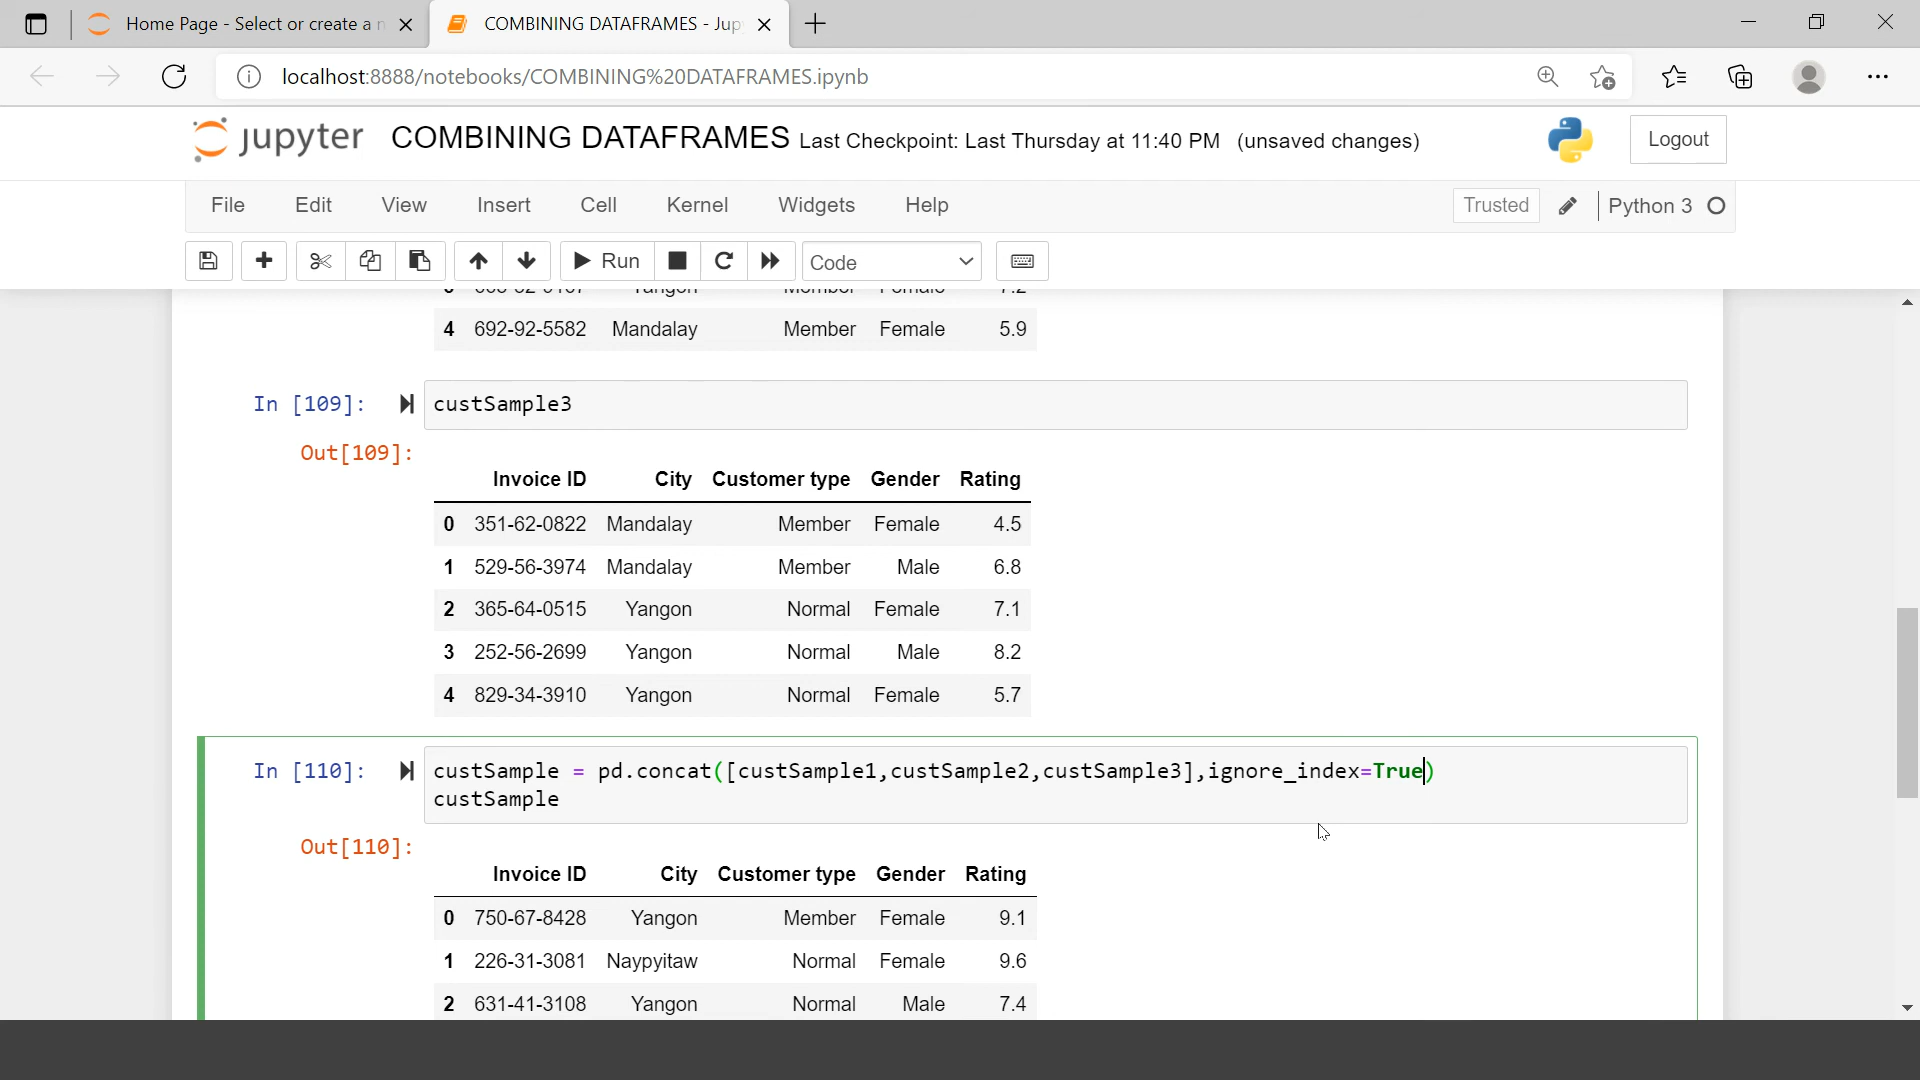 Home Page - Select or create a n
COMBINING DATAFRAMES - Jup
localhost:8888/notebooks/COMBINING%20DATAFRAMES.ipynb
jupyter COMBINING DATAFRAMES Last Checkpoint: Last Thursday at 11:40 PM (unsaved changes)
Logout
File Edit View Insert Cell Kernel Widgets Help
Trusted
Python 3
Run
Code
4 692-92-5582 Mandalay Member Female 5.9
In [109]: custSample3
Out[109]:
Invoice ID City Customer type Gender Rating
0 351-62-0822 Mandalay Member Female 4.5
1 529-56-3974 Mandalay Member Male 6.8
2 365-64-0515 Yangon Normal Female 7.1
3 252-56-2699 Yangon Normal Male 8.2
4 829-34-3910 Yangon Normal Female 5.7
In [110]: custSample = pd.concat([custSample1,custSample2,custSample3],ignore_index=True)
custSample
Out[110]:
Invoice ID City Customer type Gender Rating
0 750-67-8428 Yangon Member Female 9.1
1 226-31-3081 Naypyitaw Normal Female 9.6
2 631-41-3108 Yangon Normal Male 7.4